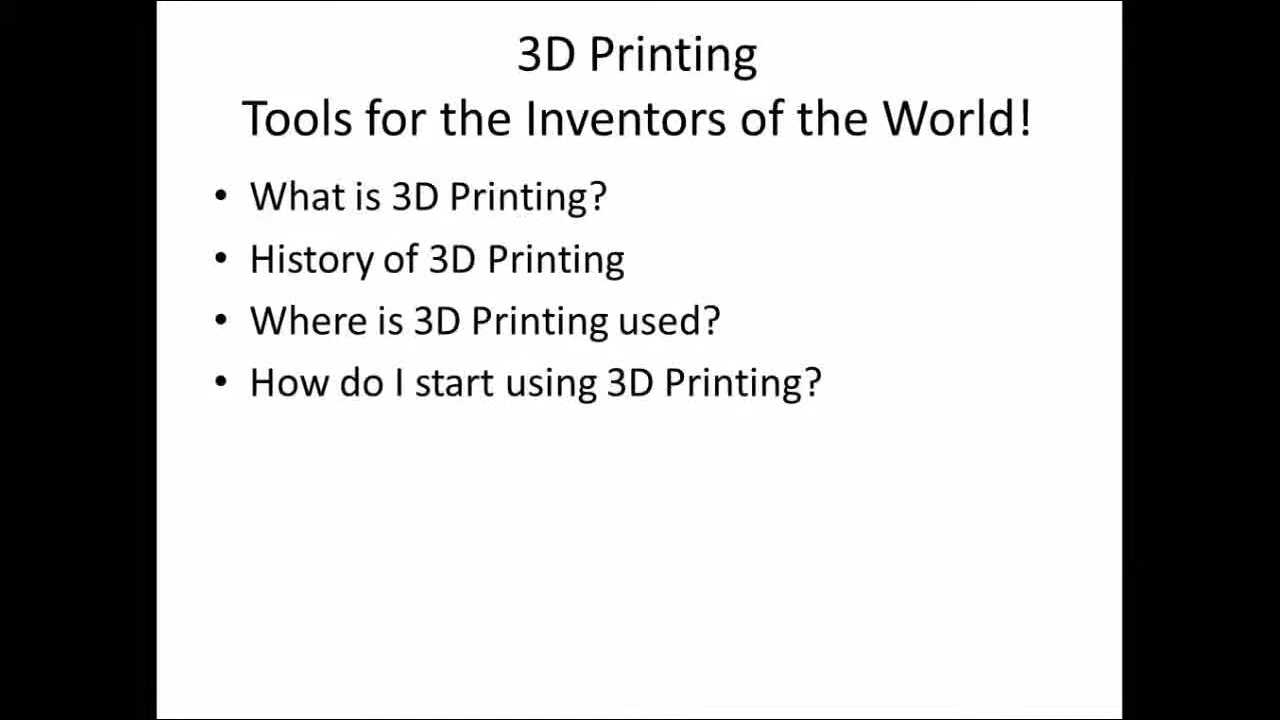 3D Printing
Tools for the Inventors of the World!
• What is 3D Printing?
• History of 3D Printing
• Where is 3D Printing used?
• How do I start using 3D Printing?